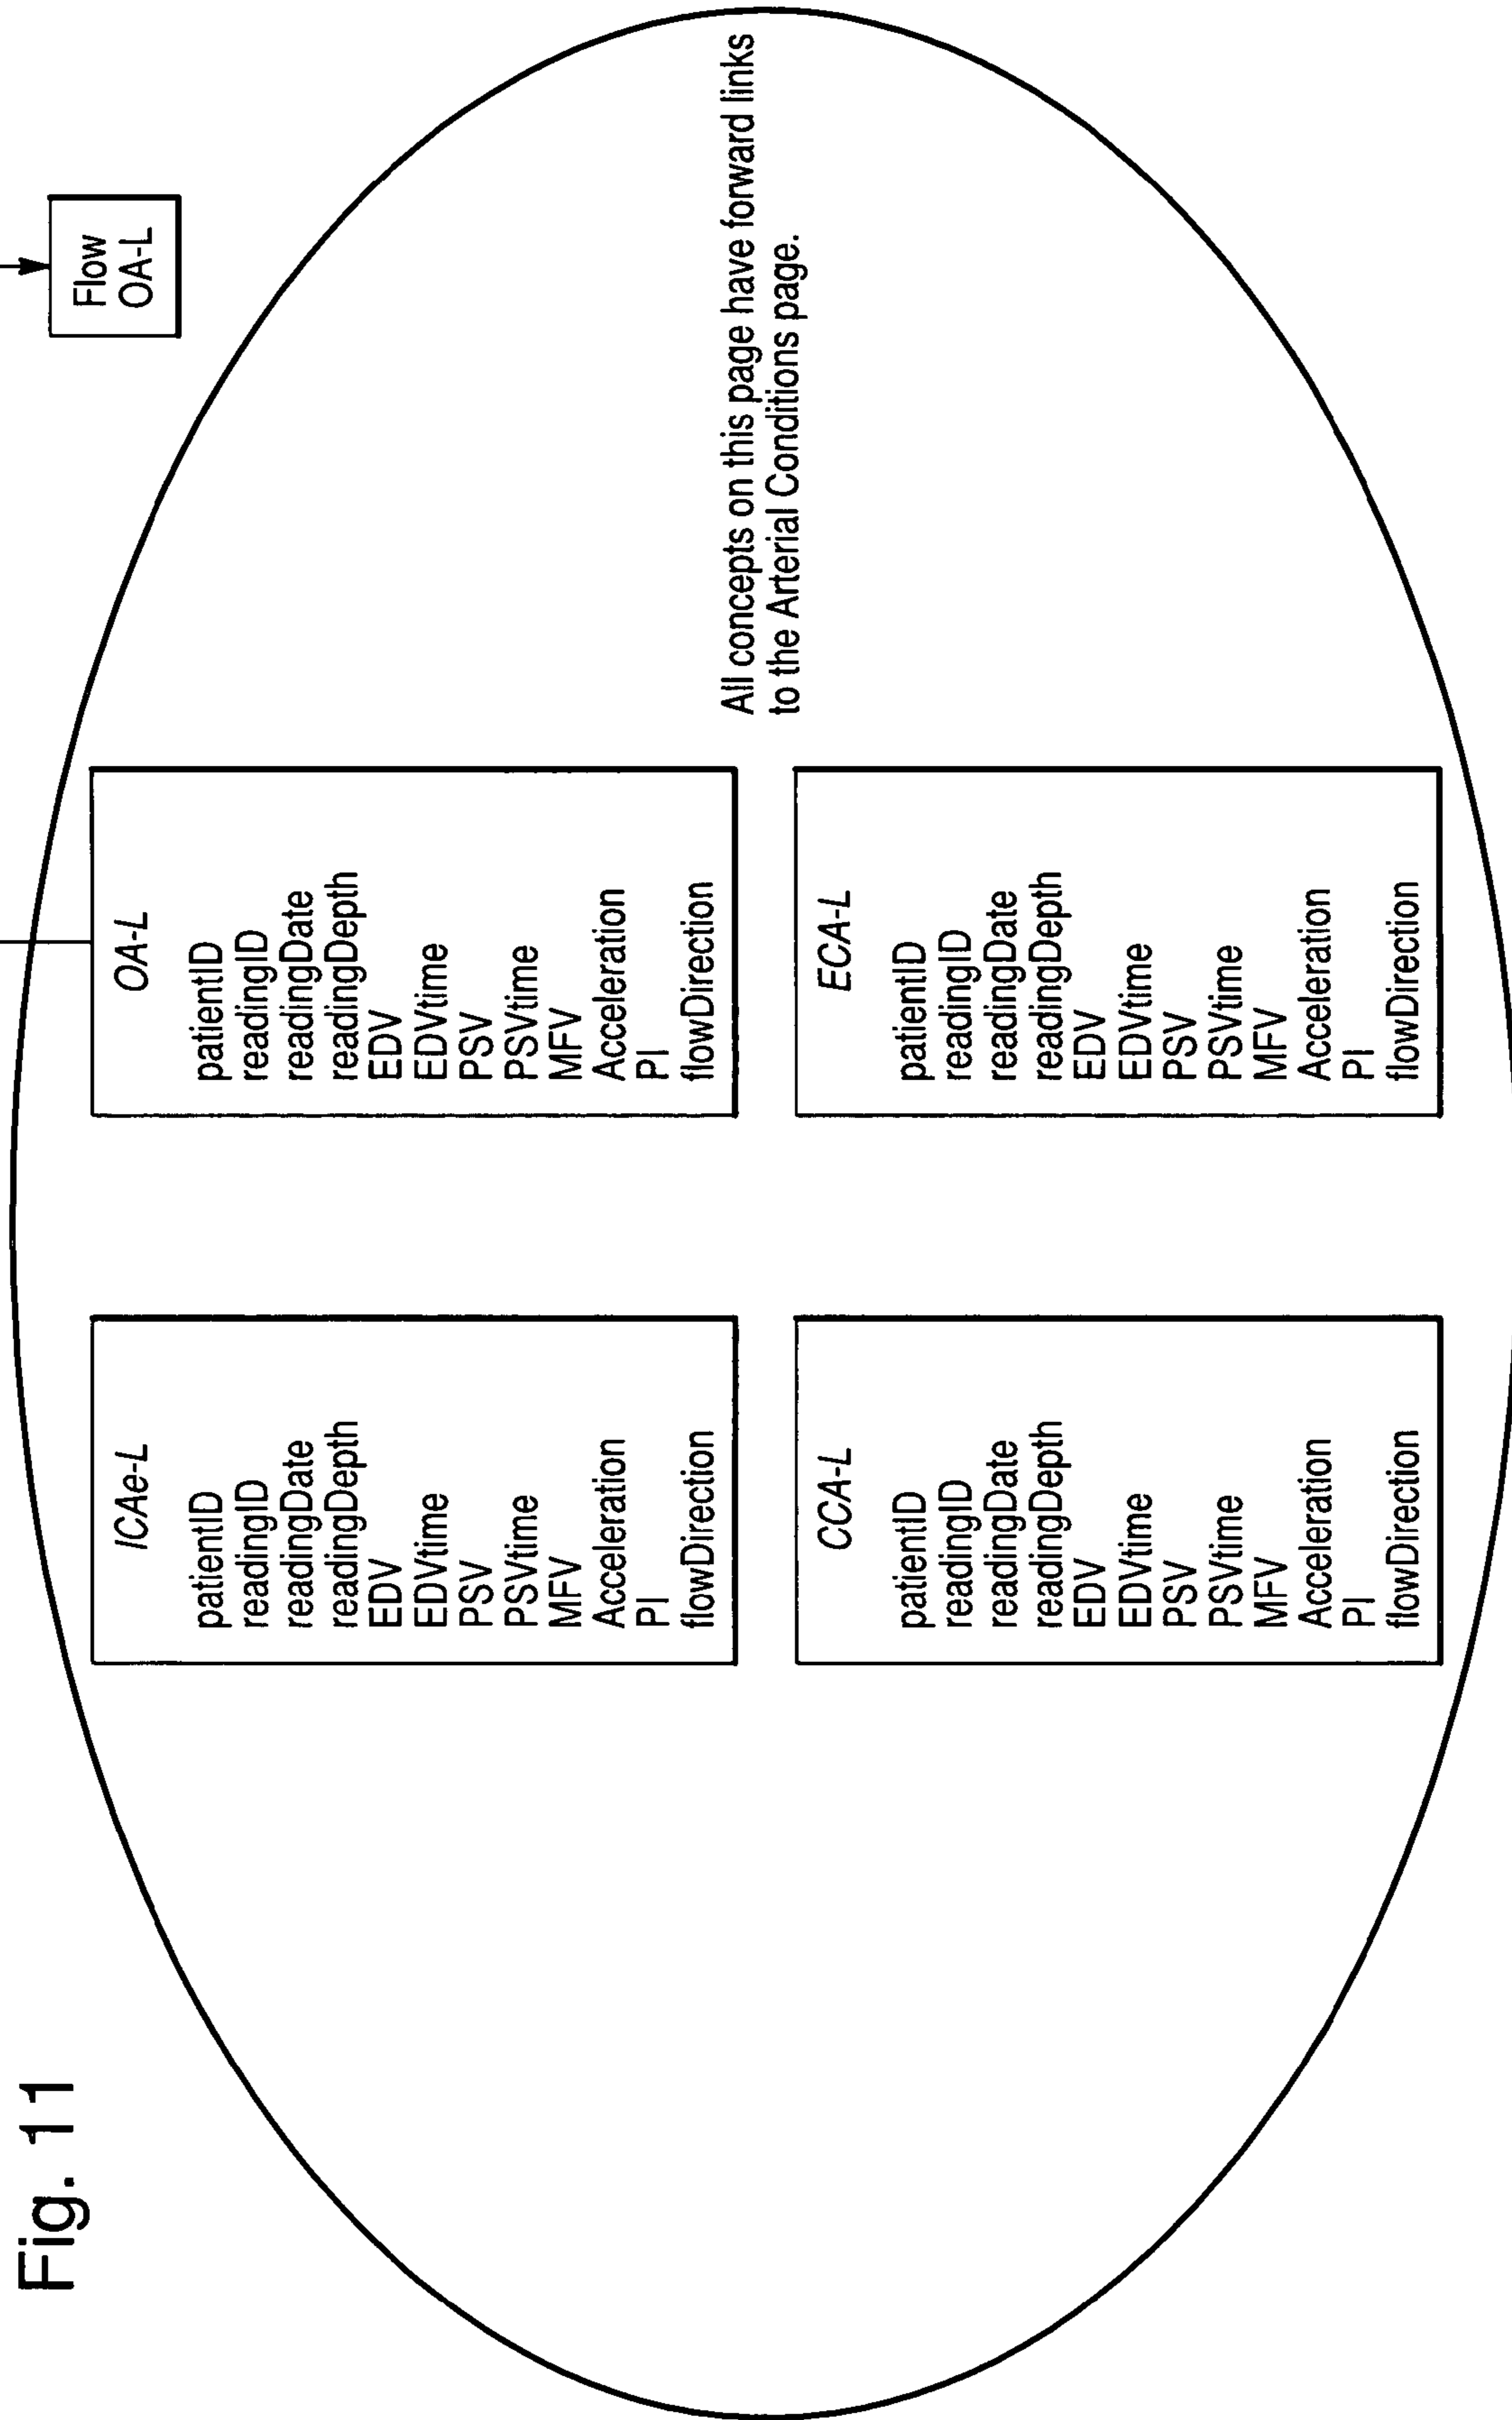 Fig. 11
Flow
OA-L
ICAe-L
patientID
readingID
readingDate
readingDepth
EDV
EDVtime
PSV
PSVtime
MFV
Acceleration
PI
flowDirection
OA-L
patientID
readingID
readingDate
readingDepth
EDV
EDVtime
PSV
PSVtime
MFV
Acceleration
PI
flowDirection
CCA-L
patientID
readingID
readingDate
readingDepth
EDV
EDVtime
PSV
PSVtime
MFV
Acceleration
PI
flowDirection
ECA-L
patientID
readingID
readingDate
readingDepth
EDV
EDVtime
PSV
PSVtime
MFV
Acceleration
PI
flowDirection
All concepts on this page have forward links
to the Arterial Conditions page.